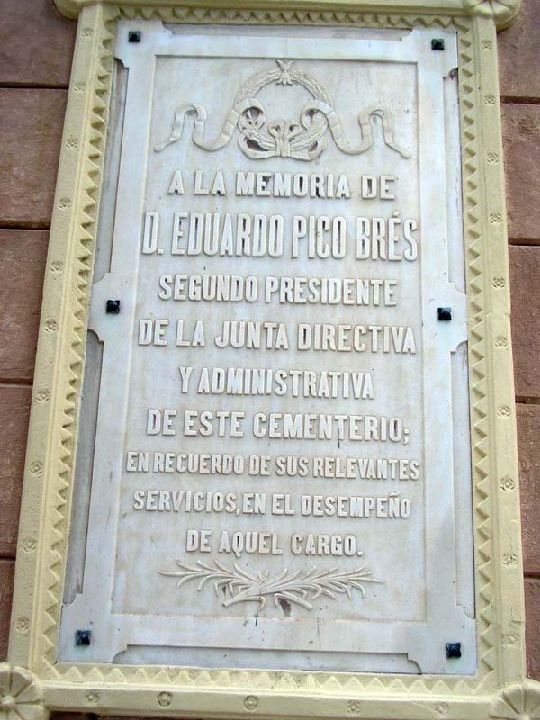 A LA MEMORIA DE
D. EDUARDO PICO BRÉS
SEGUNDO PRESIDENTE
DE LA JUNTA DIRECTIVA
Y ADMINISTRATIVA
DE ESTE CEMENTERIO;
EN RECUERDO DE SUS RELEVANTES
SERVICIOS, EN EL DESEMPEÑO
DE AQUEL CARGO.